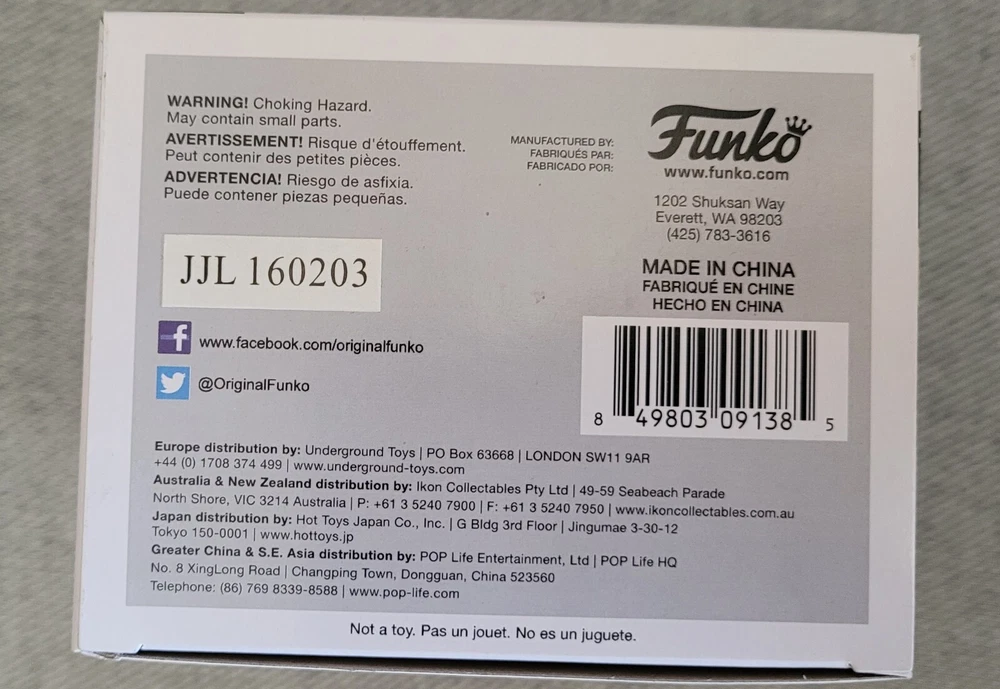 WARNING! Choking Hazard.
May contain small parts.
AVERTISSEMENT! Risque d'étouffement.
Peut contenir des petites pièces.
ADVERTENCIA! Riesgo de asfixia.
Puede contener piezas pequeñas.
MANUFACTURED BY:
FABRIQUÉS PAR:
FABRICADO POR:
Funko
www.funko.com
1202 Shuksan Way
Everett, WA 98203
(425) 783-3616
MADE IN CHINA
FABRIQUÉ EN CHINE
HECHO EN CHINA
JJL 160203
f www.facebook.com/originalfunko
@OriginalFunko
8 49803 09138 5
Europe distribution by: Underground Toys | PO Box 63668 | LONDON SW11 9AR
+44 (0) 1708 374 499 | www.underground-toys.com
Australia & New Zealand distribution by: Ikon Collectables Pty Ltd | 49-59 Seabeach Parade
North Shore, VIC 3214 Australia | P: +61 3 5240 7900 | F: +61 3 5240 7950 | www.ikoncollectables.com.au
Japan distribution by: Hot Toys Japan Co., Inc. | G Bldg 3rd Floor | Jingumae 3-30-12
Tokyo 150-0001 | www.hottoys.jp
Greater China & S.E. Asia distribution by: POP Life Entertainment, Ltd | POP Life HQ
No. 8 XingLong Road | Changping Town, Dongguan, China 523560
Telephone: (86) 769 8339-8588 | www.pop-life.com
Not a toy. Pas un jouet. No es un juguete.